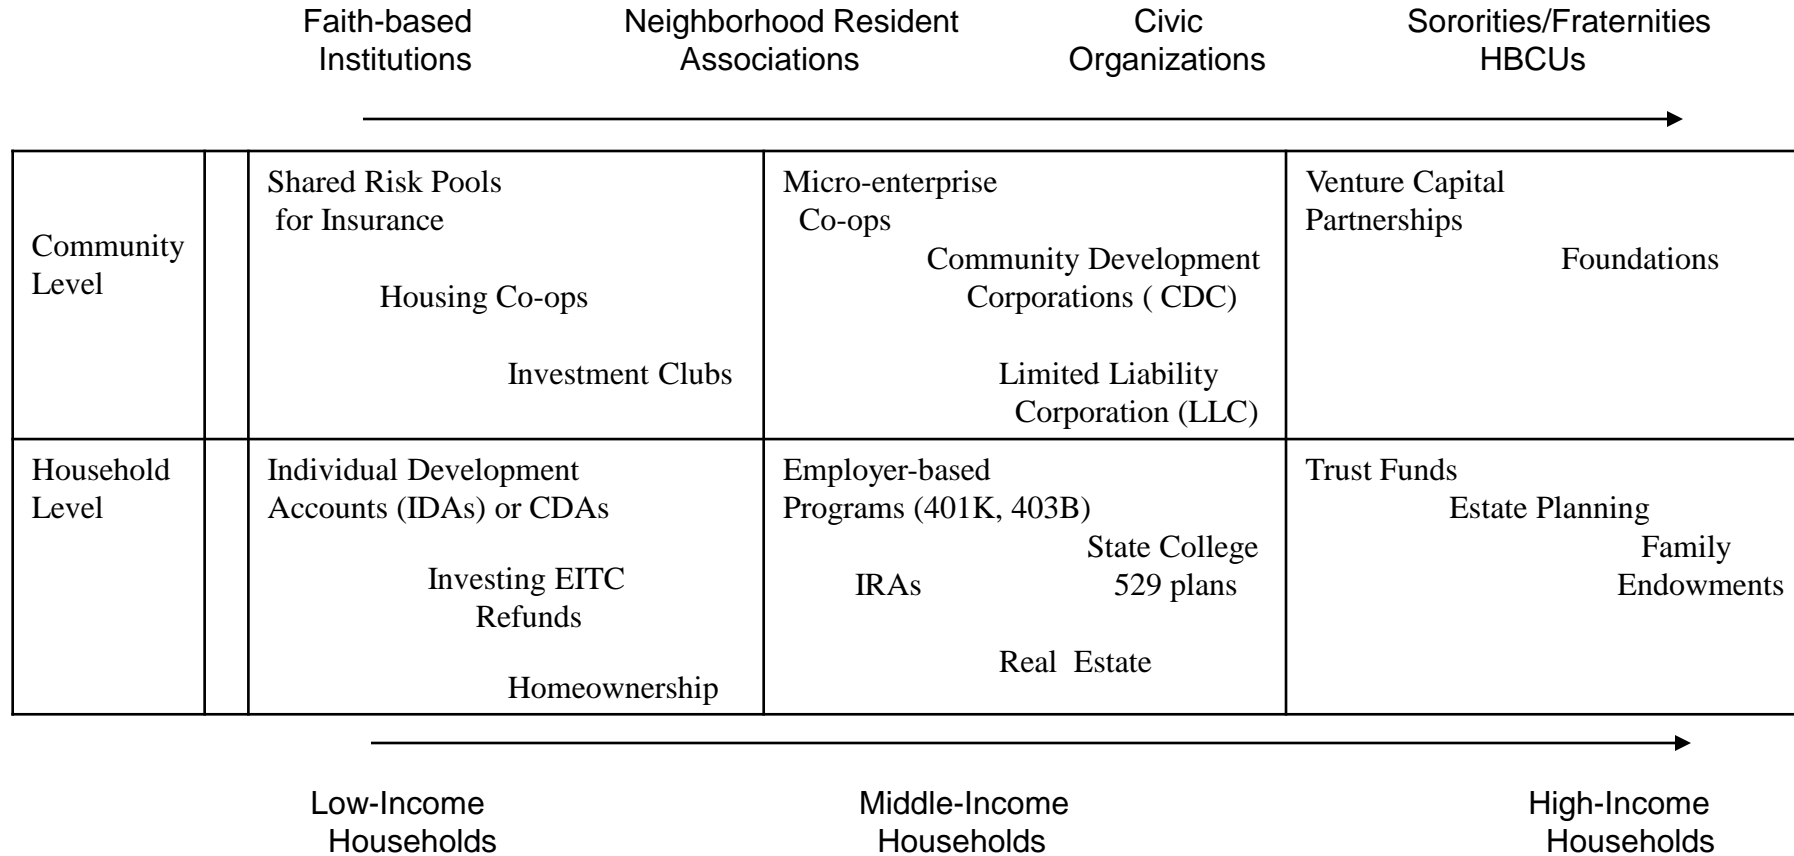 Faith-based
Institutions
Neighborhood Resident
Associations
Civic
Organizations
Sororities/Fraternities
HBCUs
Community
Level
Shared Risk Pools
for Insurance
Housing Co-ops
Investment Clubs
Micro-enterprise
Co-ops
Community Development
Corporations ( CDC)
Limited Liability
Corporation (LLC)
Venture Capital
Partnerships
Foundations
Household
Level
Individual Development
Accounts (IDAs) or CDAs
Investing EITC
Refunds
Homeownership
Employer-based
Programs (401K, 403B)
State College
529 plans
IRAs
Real  Estate
Trust Funds
Estate Planning
Family
Endowments
Low-Income
Households
Middle-Income
Households
High-Income
Households